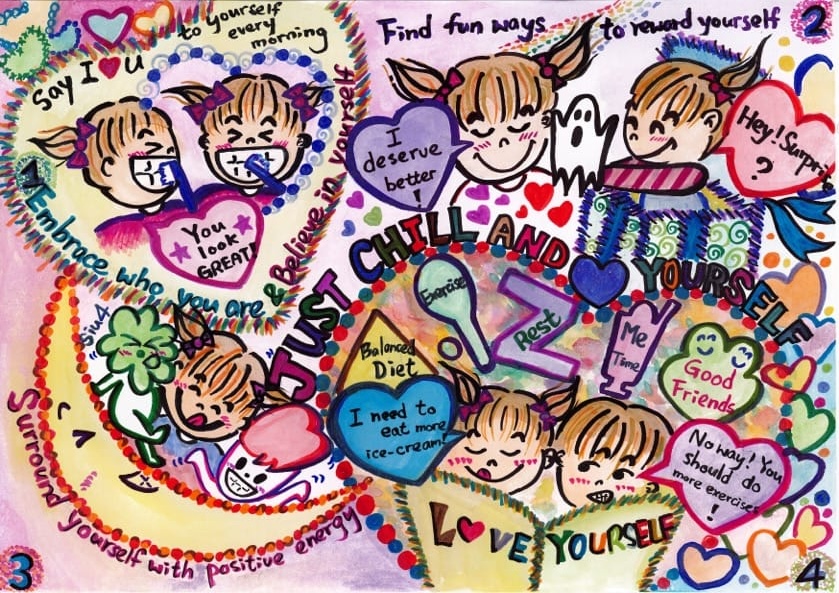 1
Say I ♥ U
to yourself
every
morning
You
look
GREAT!
Embrace who you are & Believe in yourself
2
Find fun ways to reward yourself
I
deserve
better
!
Hey! Surprise
?
JUST CHILL AND ♥ YOURSELF
3
Siu4
Surround yourself with positive energy
4
Exercise
Rest
Me
Time
Balanced
Diet
Good
Friends
I need to
eat more
ice-cream!
No way! You
should do
more exercises
!
LOVE YOURSELF